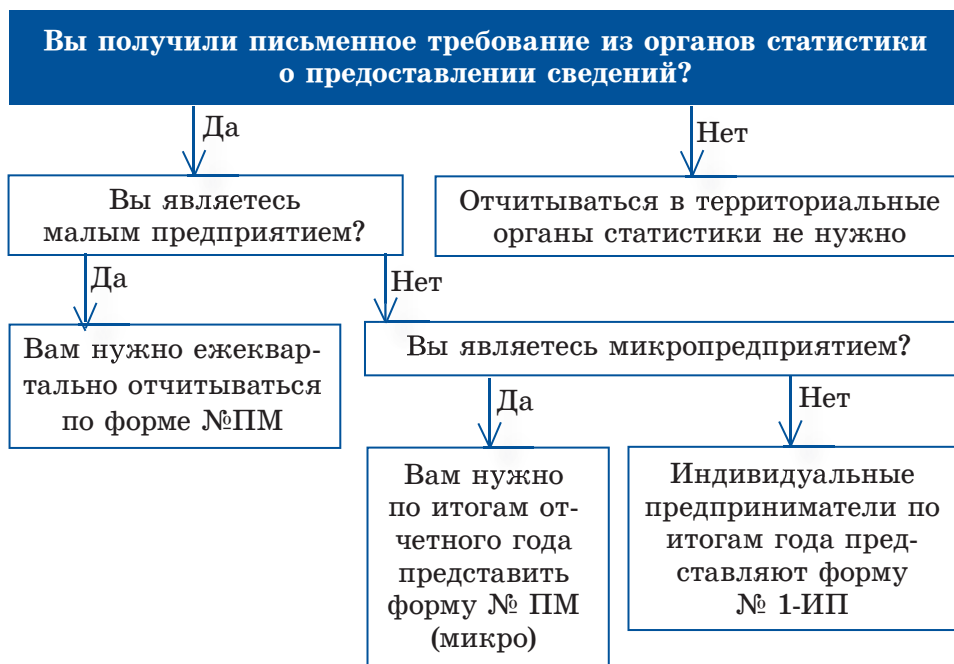 Вы получили письменное требование из органов статистики
о предоставлении сведений?
Да
Нет
Вы являетесь
малым предприятием?
Отчитываться в территориальные
органы статистики не нужно
Да
Нет
Вам нужно ежеквар-
тально отчитываться
по форме №ПМ
Вы являетесь микропредприятием?
Да
Нет
Вам нужно
по итогам от-
четного года
представить
форму № ПМ
(микро)
Индивидуальные
предприниматели по
итогам года пред-
ставляют форму
№ 1-ИП